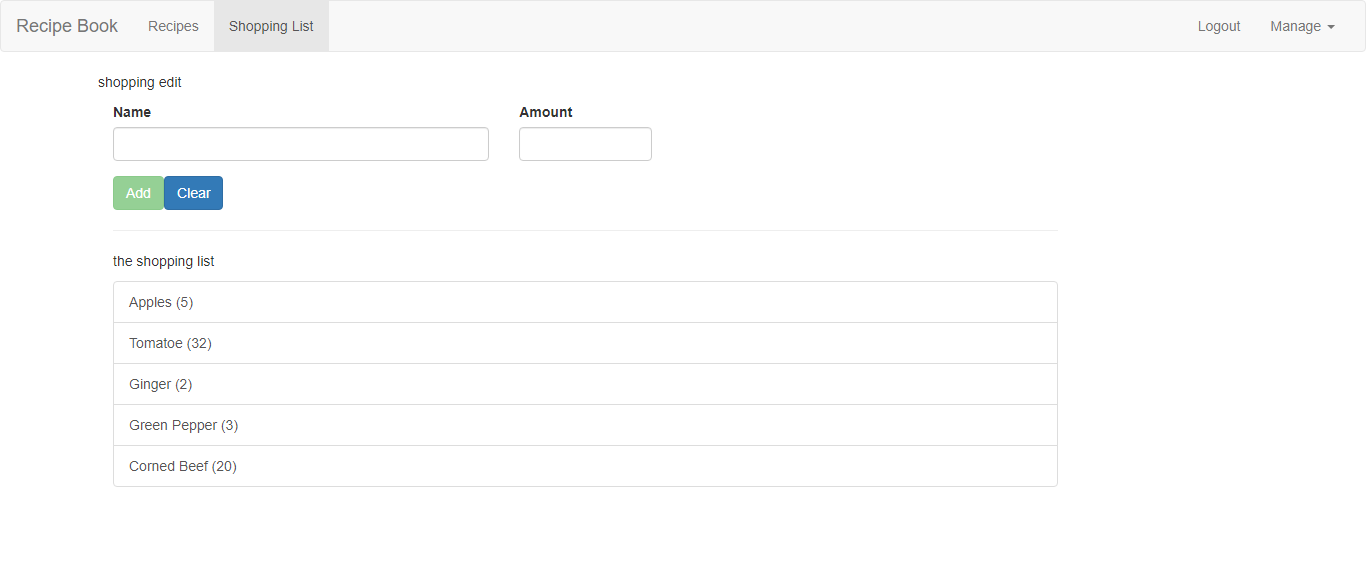 Recipe Book Recipes Shopping List Logout Manage
shopping edit
Name Amount
Add Clear
the shopping list
Apples (5)
Tomatoe (32)
Ginger (2)
Green Pepper (3)
Corned Beef (20)